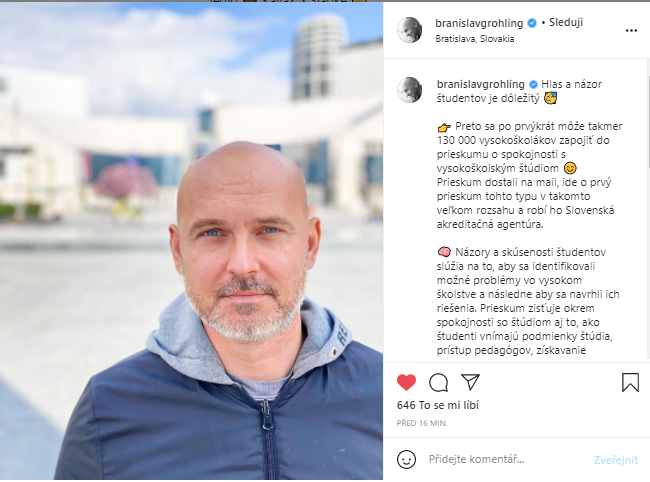 branislavgrohling • Sleduji
Bratislava, Slovakia
branislavgrohling Hlas a názor
študentov je dôležitý
Preto sa po prvýkrát môže takmer
130 000 vysokoškolákov zapojiť do
prieskumu o spokojnosti s
vysokoškolským štúdiom
Prieskum dostali na mail, ide o prvý
prieskum tohto typu v takomto
veľkom rozsahu a robí ho Slovenská
akreditačná agentúra.
Názory a skúsenosti študentov
slúžia na to, aby sa identifikovali
možné problémy vo vysokom
školstve a následne aby sa navrhli ich
riešenia. Prieskum zisťuje okrem
spokojnosti so štúdiom aj to, ako
študenti vnímajú podmienky štúdia,
prístup pedagógov, získavanie
646 To se mi líbí
PŘED 16 MIN.
Přidejte komentář...
Zveřejnit